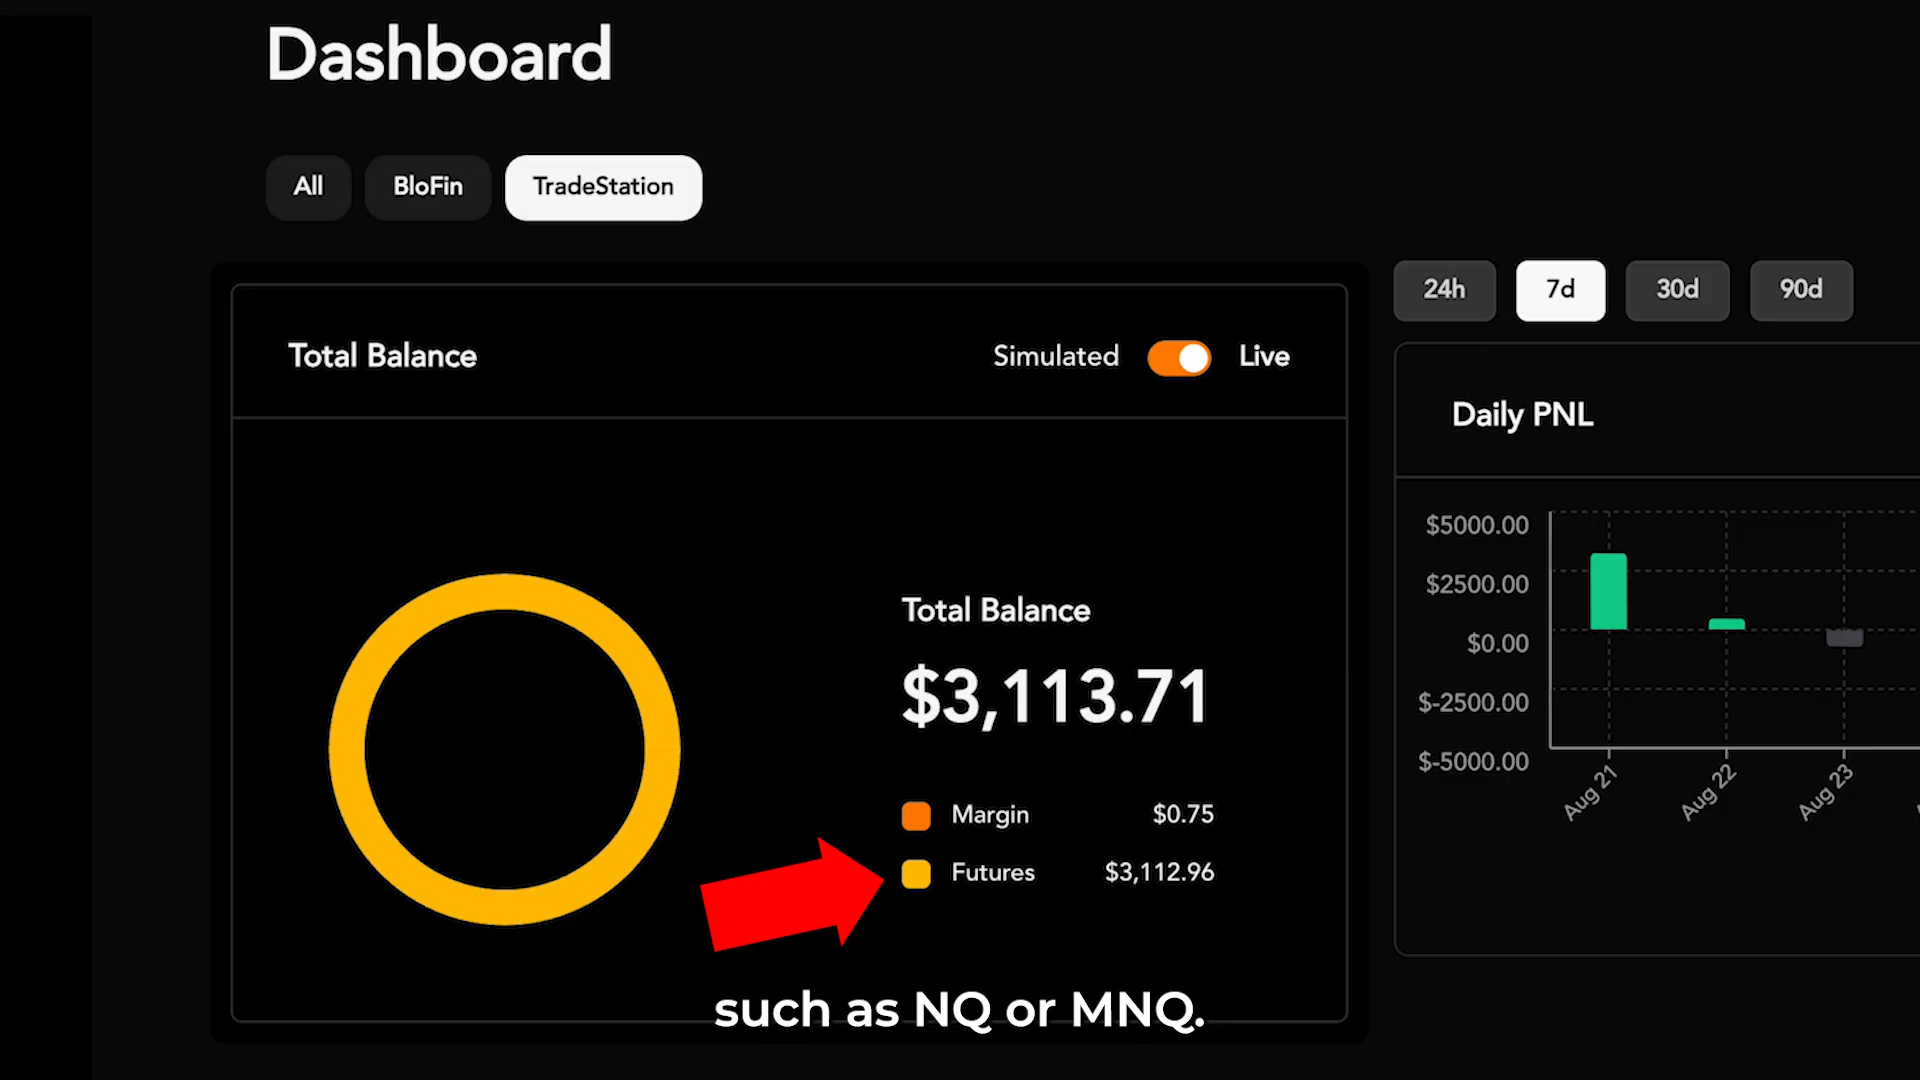 Dashboard
All
BloFin
TradeStation
Total Balance
Simulated
Live
Total Balance
$3,113.71
Margin $0.75
Futures $3,112.96
24h
7d
30d
90d
Daily PNL
$5000.00
$2500.00
$0.00
$-2500.00
$-5000.00
Aug 21
Aug 22
Aug 23
such as NQ or MNQ.